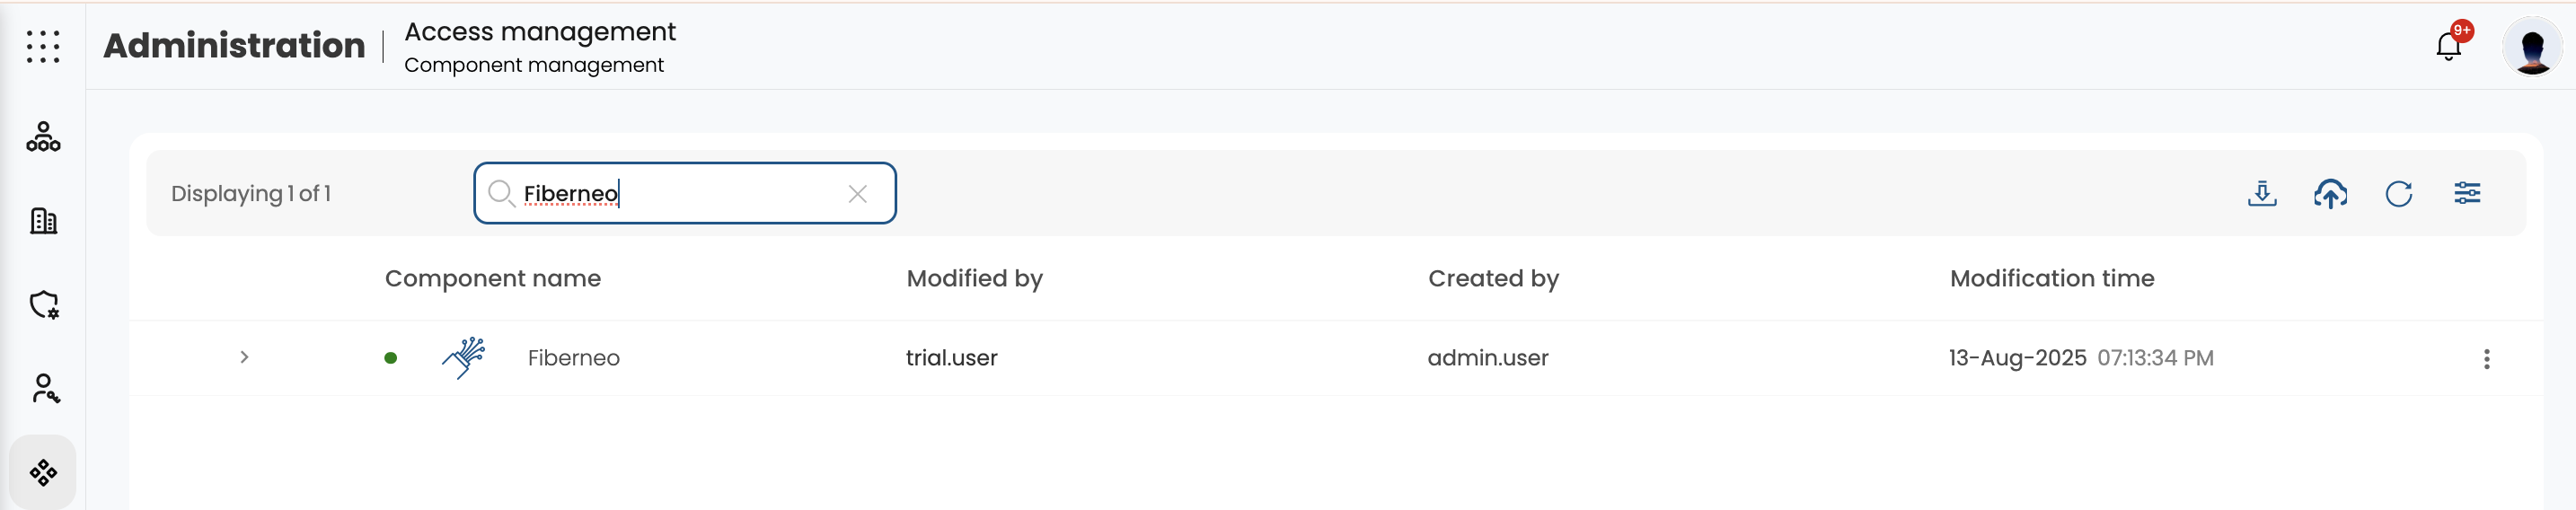 Administration
Access management
Component management
9+
Displaying 1 of 1
Fiberneo
Component name Modified by Created by Modification time
Fiberneo trial.user admin.user 13-Aug-2025 07:13:34 PM